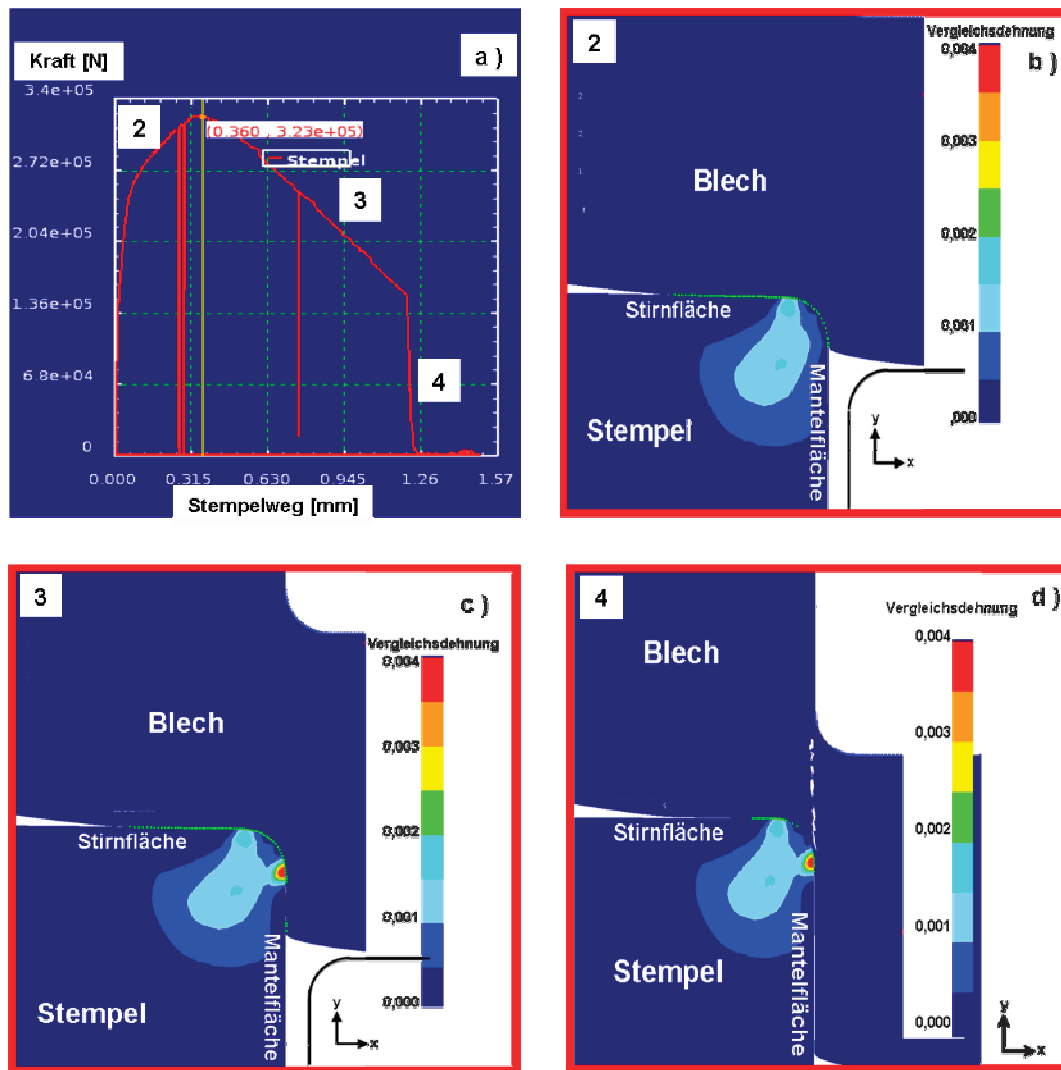 Kraft [N]
a )
3.4e+05
2
(0.360 , 3.23e+05)
Stempel
2.72e+05
3
2.04e+05
1.36e+05
4
6.8e+04
0
0.000 0.315 0.630 0.945 1.26 1.57
Stempelweg [mm]
2
Vergleichsdehnung
b )
0,004
0,003
Blech
0,002
Stirnfläche
0,001
Mantelfläche
Stempel
,000
y
x
3
c )
Vergleichsdehnung
0,004
Blech
0,003
0,002
Stirnfläche
0,001
Mantelfläche
Stempel
0,000
y
x
4
d )
Vergleichsdehnung
0,004
Blech
0,003
0,002
Stirnfläche
0,001
Mantelfläche
Stempel
0,000
y
x